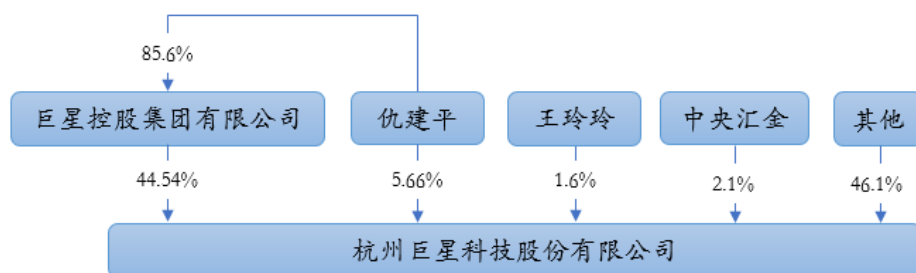 85.6%
巨星控股集团有限公司
仇建平
王玲玲
中央汇金
其他
44.54%
5.66%
1.6%
2.1%
46.1%
杭州巨星科技股份有限公司